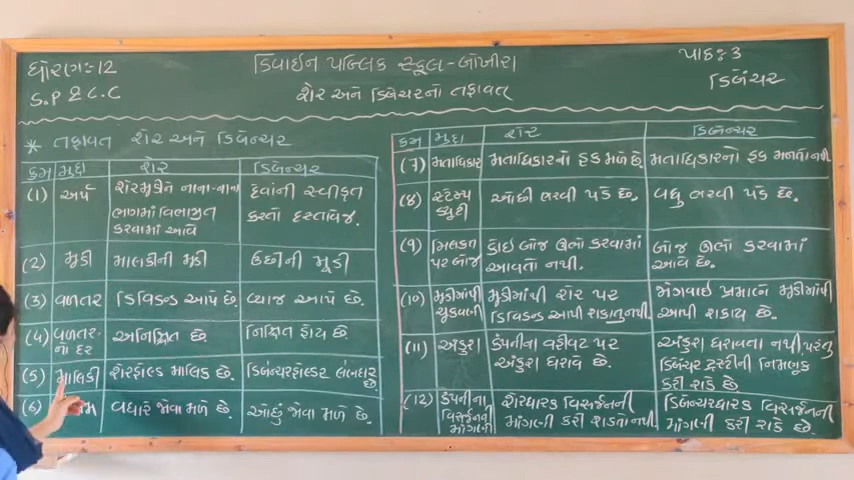 ધોરણ:-12
S.P & C.C
ડિવાઈન પબ્લિક સ્કૂલ - બોખીરા
શેર અને ડિબેચરનો તફાવત
પાઠ:3
ડિબેંચર
* તફાવત શેર અને ડિબેન્ચર
ક્રમ મુદ્દા શેર ડિબેન્ચર
(1) અર્થ શેરમુડીને નાના-નાના ભાગમાં વિભાજીત કરવામાં આવે દેવાની સ્વીકૃત કરતો દસ્તાવેજ.
(2) મુડી માલકીની મુડી ઉછીની મૂડી
(3) વળતર ડિવિડન્ડ આપે છે. વ્યાજ આપે છે.
(4) વળતર-નો દર અનિશ્ચિત છે નિશ્ચિત હોય છે
(5) માલિકી શેરહોલ્ડ માલિક છે. ડિબેન્ચરહોલ્ડર લેણદાર છે
(6) વધારે જોવા મળે છે. ઓછું જોવા મળે છે.
ક્રમ મુદ્દા શેર ડિબેન્ચર
(7) મતાધિકાર મતાધિકારનો હક મળે છે. મતાધિકારનો હક મળતો નથી
(8) સ્ટેમ્પ ડ્યુટી ઓછી ભરવી પડે છે. વધુ ભરવી પડે છે.
(9) મિલકત પર બોજ કોઈ બોજ ઊભો કરવામાં આવતો નથી. બોજ ઊભો કરવામાં આવે છે.
(10) મુડીમાંથી ચુકવણી મુડીમાંથી શેર પર ડિવિડન્ડ આપી શકાતુ નથી. જોગવાઈ પ્રમાણે મુડીમાંથી આપી શકાય છે.
(11) અંકુશ કંપનીના વહીવટ પર અંકુશ ધરાવે છે. અંકુશ ધરાવતા નથી, પરંતુ ડિબેંચર ટ્રસ્ટીની નિમણૂક કરી શકે છે
(12) કંપનીના વિસર્જનની માંગણી શેરધારક વિસર્જનની માંગણી કરી શકતો નથી. ડિબેન્ચરધારક વિસર્જનની માંગણી કરી શકે છે.